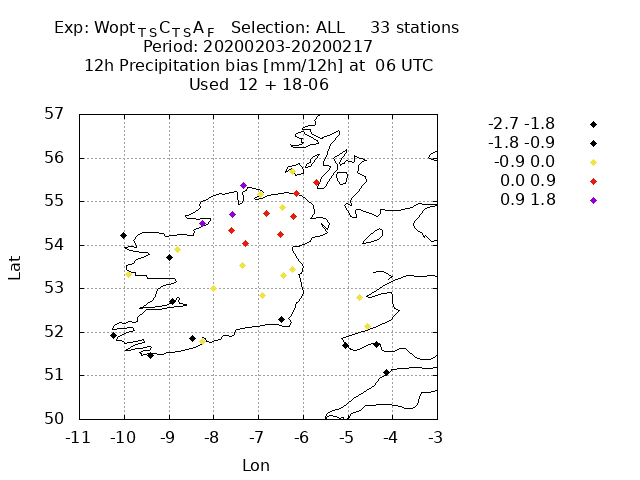 Exp: Wopt T S C T S A F   Selection: ALL     33 stations
Period: 20200203-20200217
12h Precipitation bias [mm/12h] at  06 UTC
Used  12 + 18-06
-2.7 -1.8
-1.8 -0.9
-0.9 0.0
0.0 0.9
0.9 1.8
57
56
55
54
53
52
51
50
Lat
-11 -10 -9 -8 -7 -6 -5 -4 -3
Lon